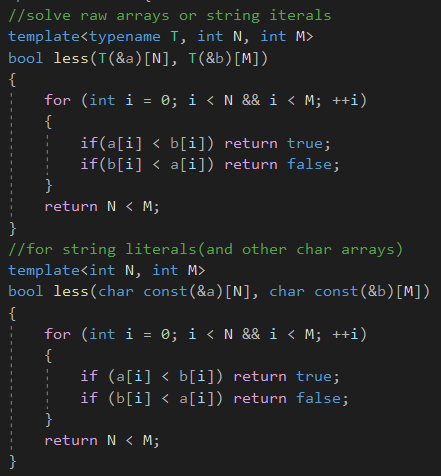 //solve raw arrays or string iterals
template<typename T, int N, int M>
bool less(T(&a)[N], T(&b)[M])
{
    for (int i = 0; i < N && i < M; ++i)
    {
        if(a[i] < b[i]) return true;
        if(b[i] < a[i]) return false;
    }
    return N < M;
}
//for string literals(and other char arrays)
template<int N, int M>
bool less(char const(&a)[N], char const(&b)[M])
{
    for (int i = 0; i < N && i < M; ++i)
    {
        if (a[i] < b[i]) return true;
        if (b[i] < a[i]) return false;
    }
    return N < M;
}